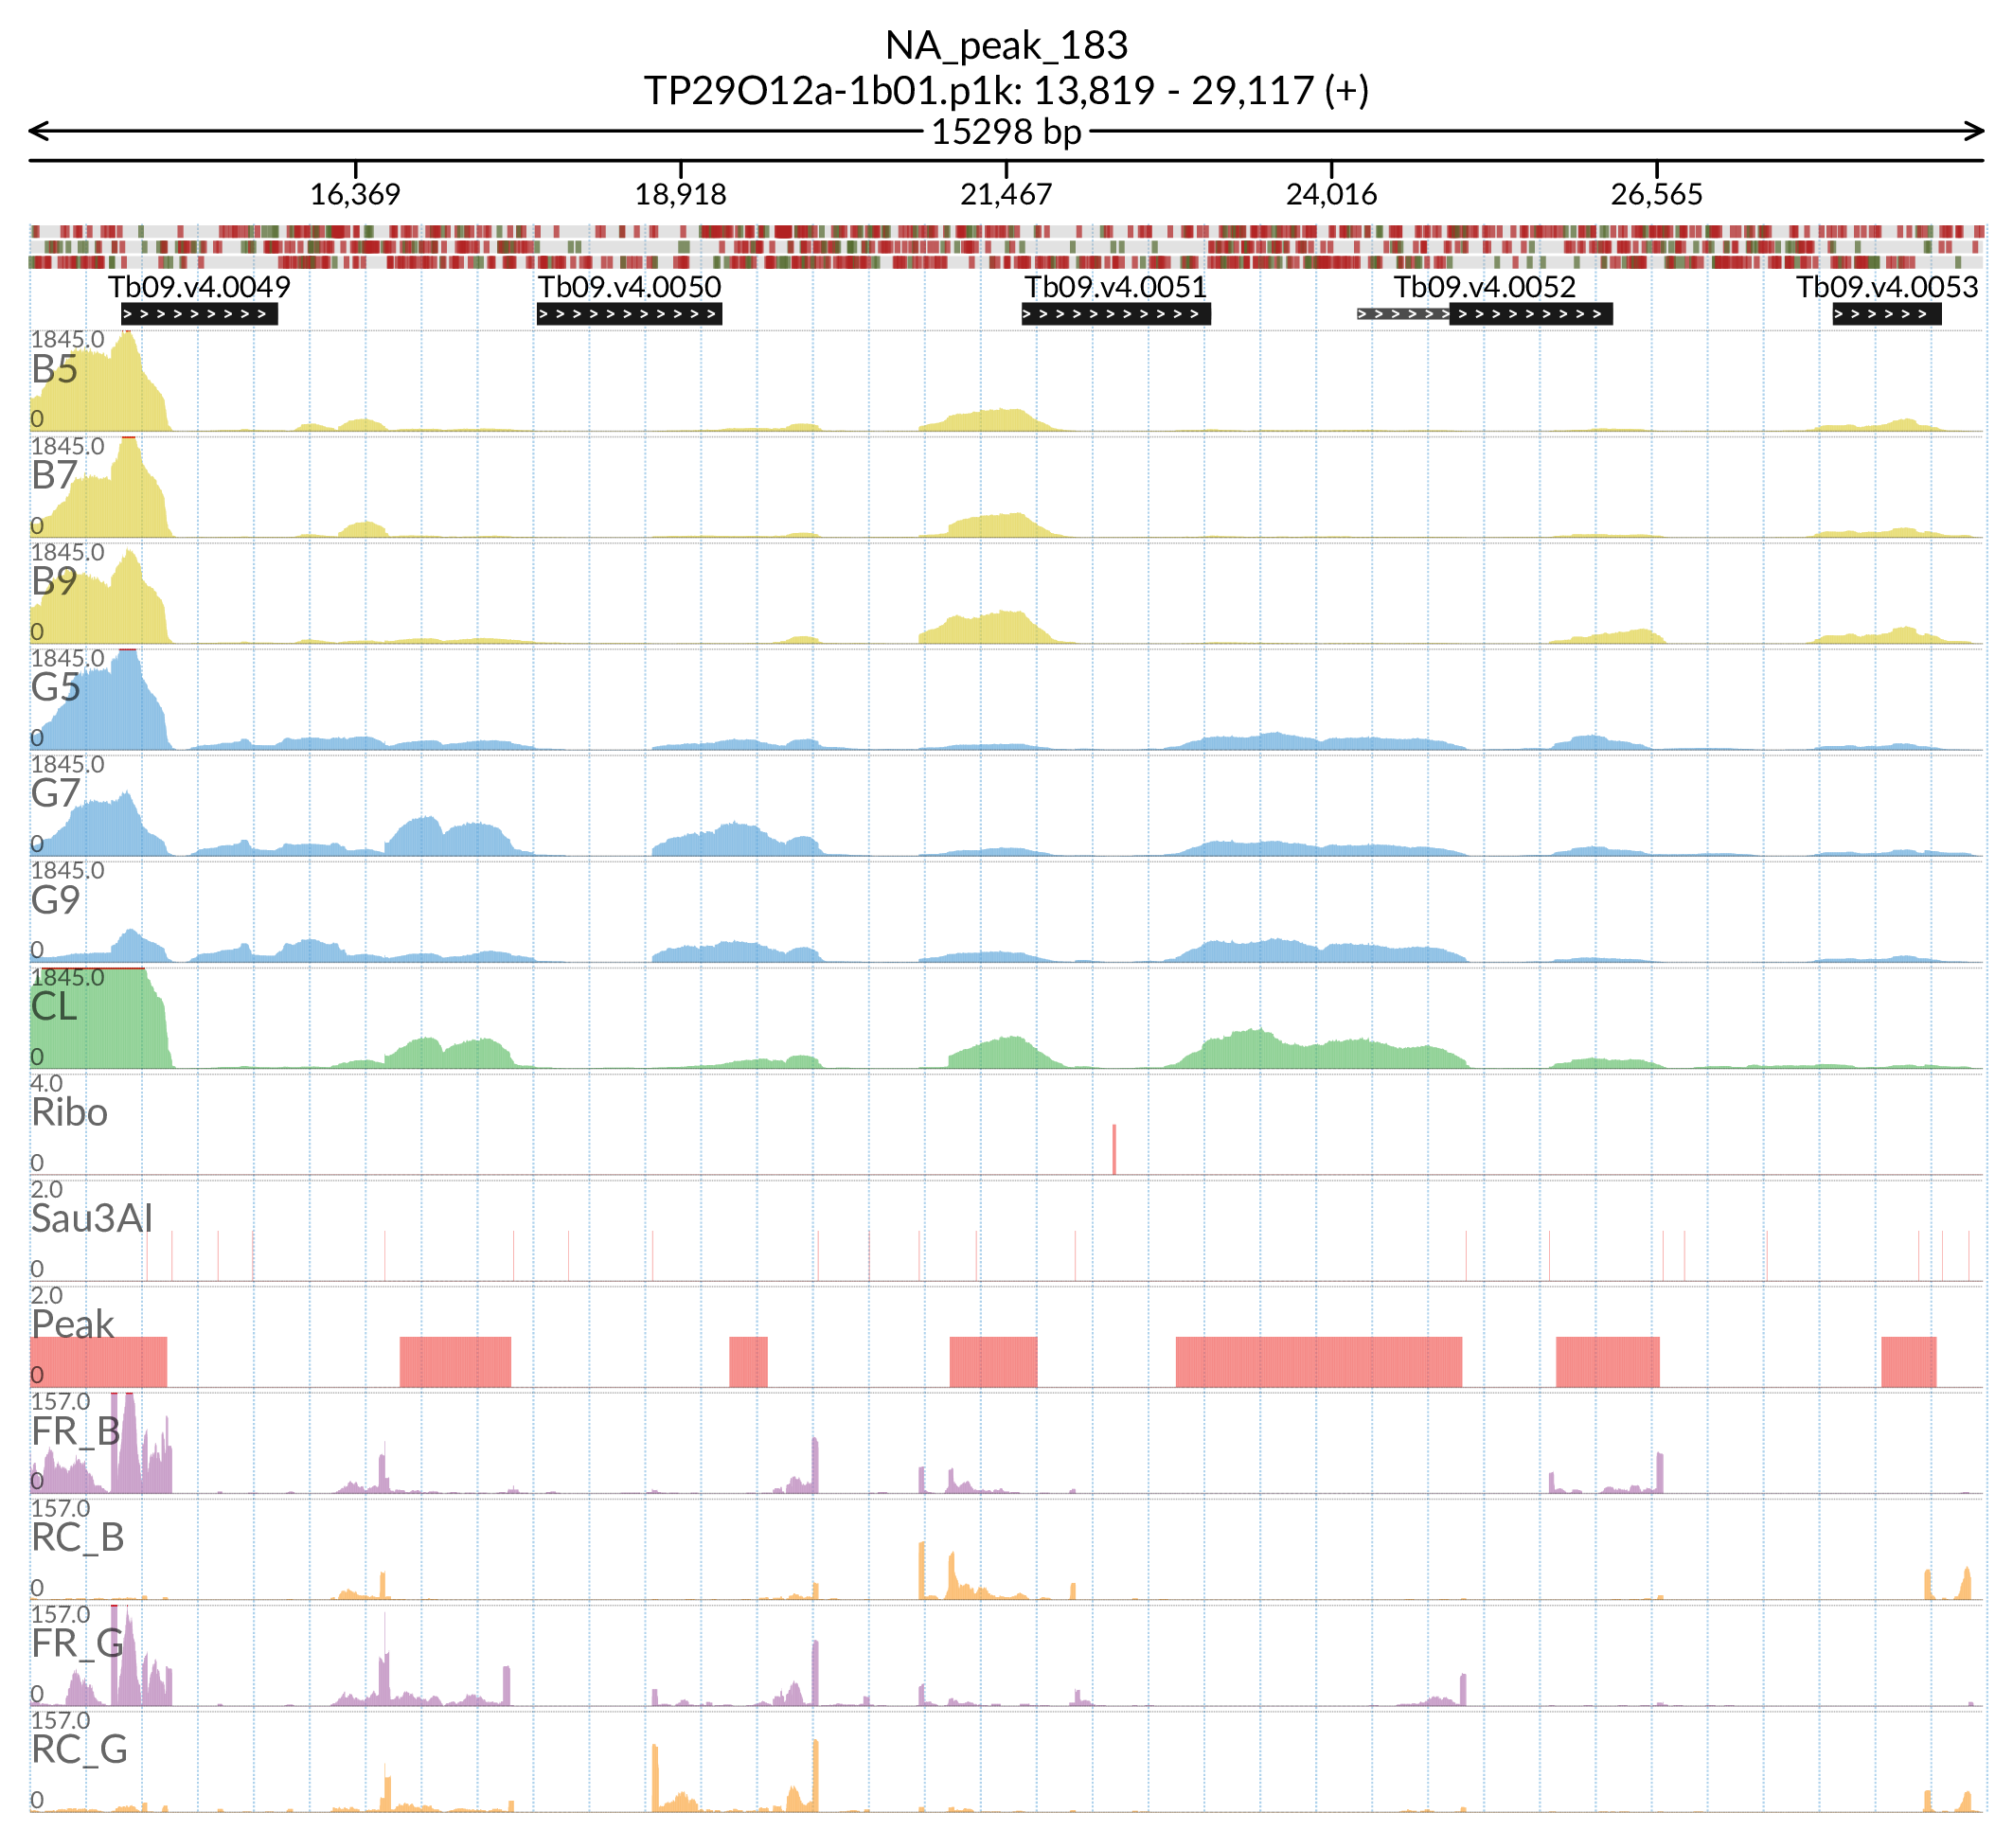 NA_peak_183
TP29O12a-1b01.p1k: 13,819 - 29,117 (+)
15298 bp
16,369 18,918 21,467 24,016 26,565
Tb09.v4.0049 Tb09.v4.0050 Tb09.v4.0051 Tb09.v4.0052 Tb09.v4.0053
1845.0
B5
0
1845.0
B7
0
1845.0
B9
0
1845.0
G5
0
1845.0
G7
0
1845.0
G9
0
1845.0
CL
0
4.0
Ribo
0
2.0
Sau3AI
0
2.0
Peak
0
157.0
FR_B
0
157.0
RC_B
0
157.0
FR_G
0
157.0
RC_G
0